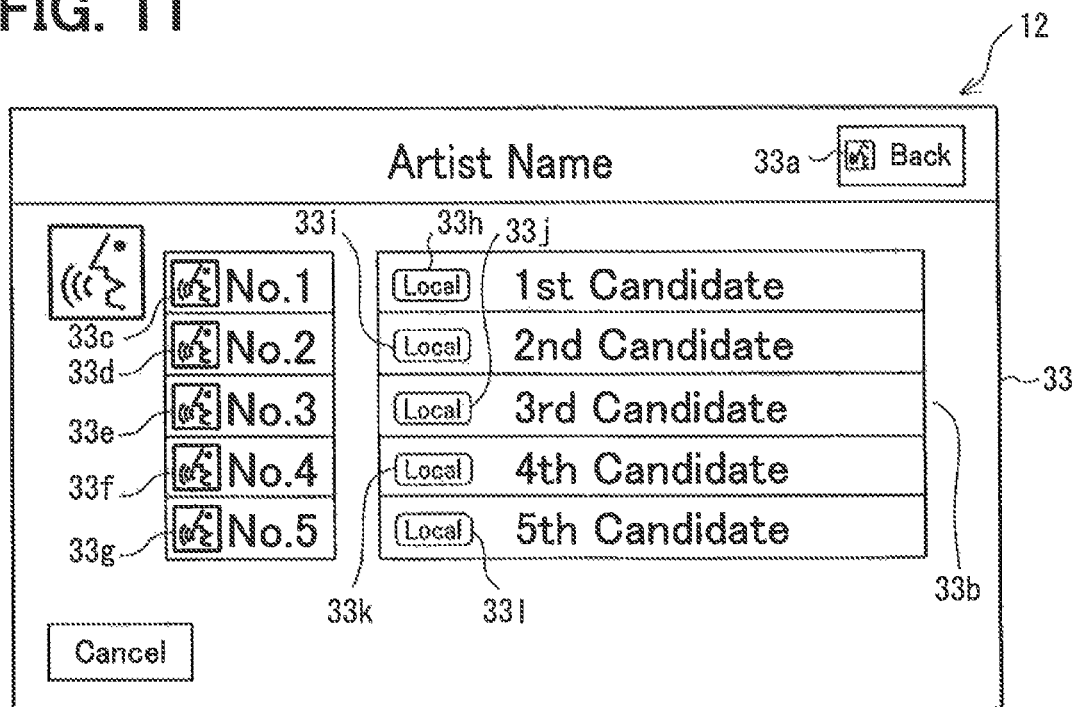 FIG. 11
12
Artist Name
33a
Back
33i
33h
33j
33c
No.1
Local
1st Candidate
33d
No.2
Local
2nd Candidate
33
33e
No.3
Local
3rd Candidate
33f
No.4
Local
4th Candidate
33g
No.5
Local
5th Candidate
33b
33k
33l
Cancel